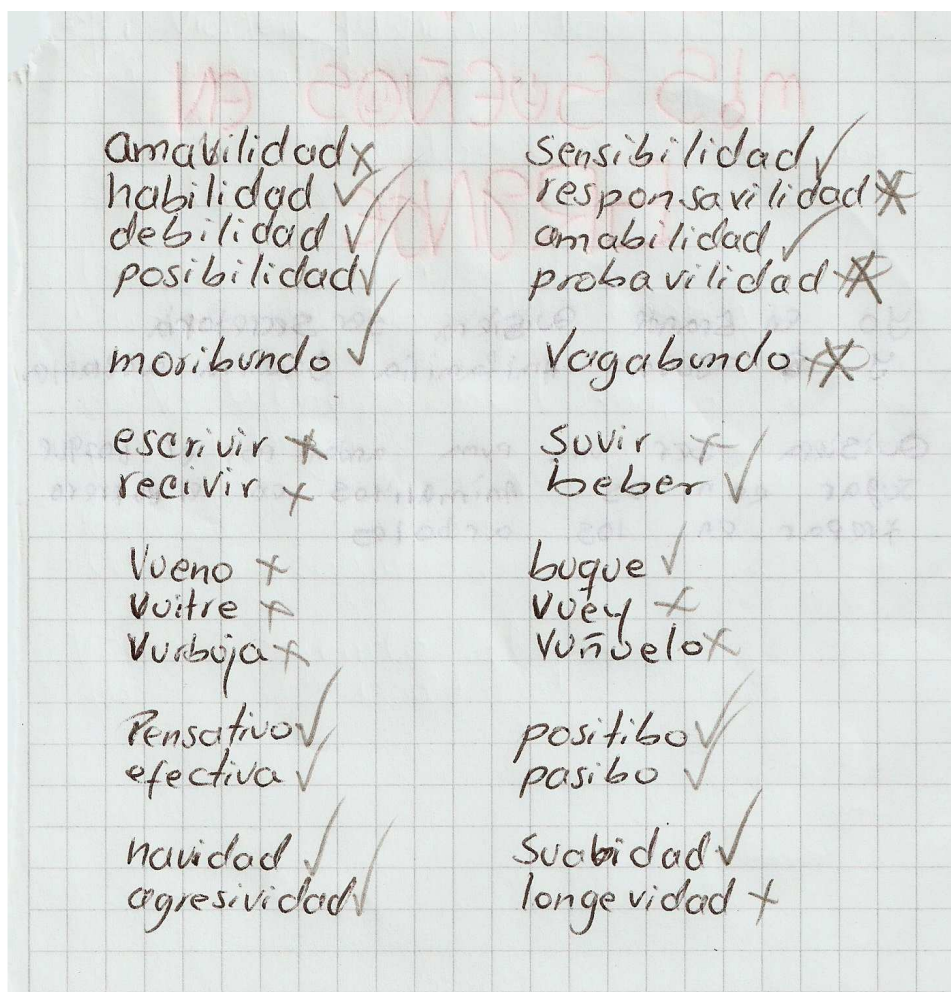 amavilidad x
habilidad ✓
debilidad ✓
posibilidad ✓
moribundo ✓
escrivir x
recivir x
Vueno x
Vuitre x
Vurbuja x
Pensativo ✓
efectiva ✓
navidad ✓
agresividad ✓
Sensibilidad ✓
responsavilidad x
amabilidad ✓
probavilidad x
Vagabundo x
Suvir x
beber ✓
buque ✓
Vuey x
Vuñuelo x
positibo ✓
pasibo ✓
Suabidad ✓
longevidad x